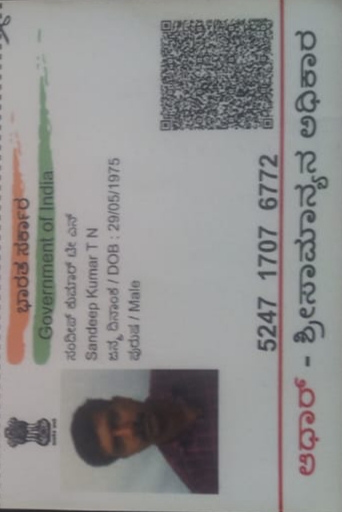 ಭಾರತ ಸರ್ಕಾರ
Government of India
ಸಂದೀಪ್ ಕುಮಾರ್ ಟೀ ಎನ್
Sandeep Kumar T N
ಜನ್ಮ ದಿನಾಂಕ / DOB : 29/05/1975
ಪುರುಷ / Male
5247 1707 6772
ಆಧಾರ್ - ಶ್ರೀಸಾಮಾನ್ಯನ ಅಧಿಕಾರ